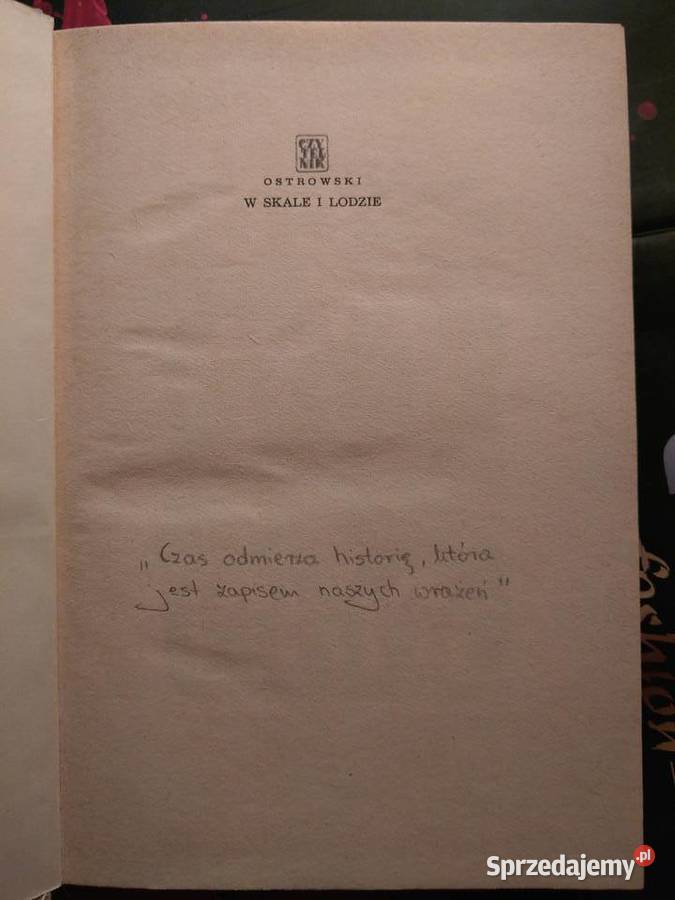 CZY
TEL
NIK
OSTROWSKI
W SKALE I LODZIE
„Czas odmierza historię, która
jest zapisem naszych wrażeń"
Sprzedajemy.pl